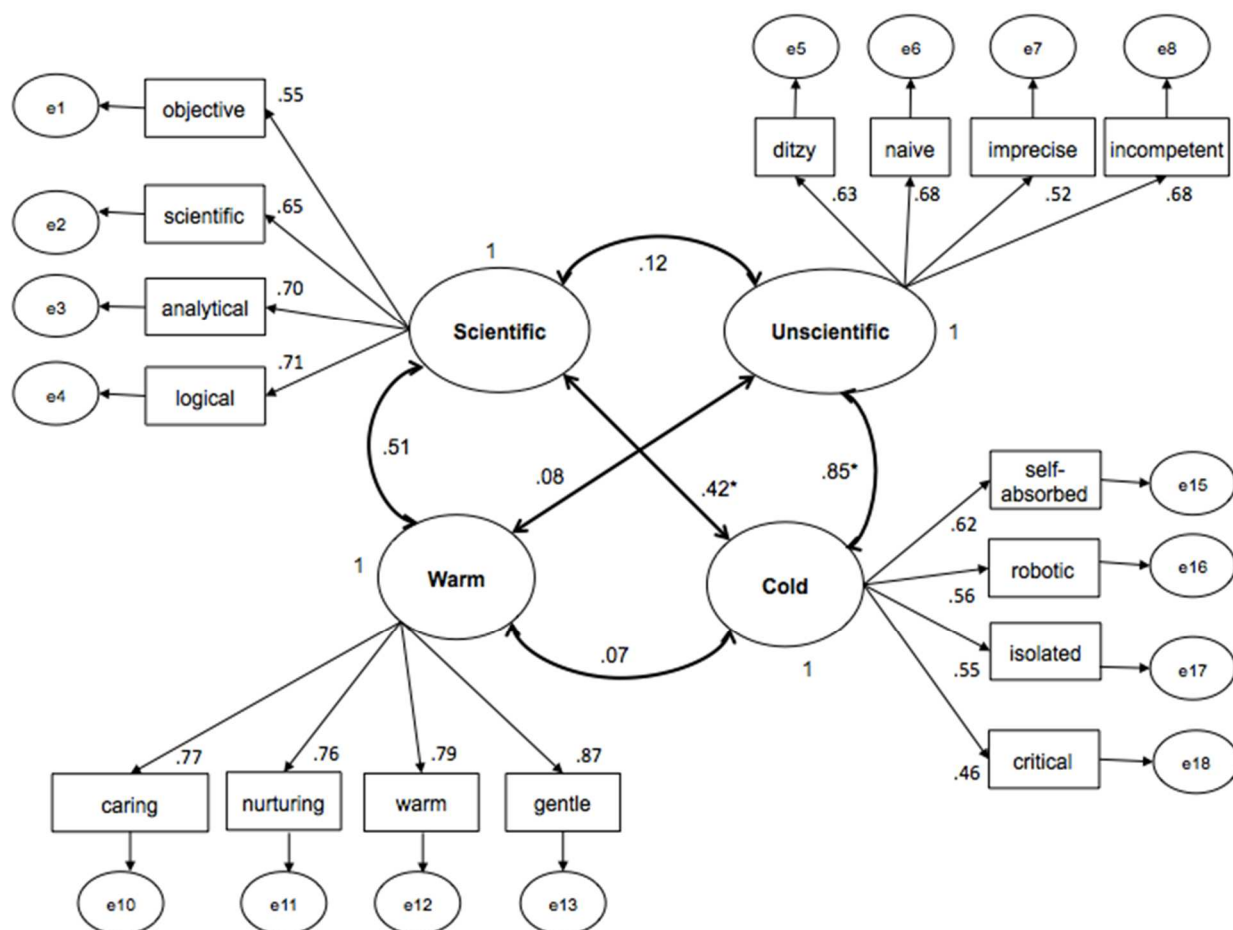 e5
e6
e7
e8
ditzy
naive
imprecise
incompetent
.63
.68
.52
.68
e1
objective
.55
e2
scientific
.65
e3
analytical
.70
e4
logical
.71
1
Scientific
.12
Unscientific
1
.51
.08
.42*
.85*
1
Warm
Cold
1
.07
self-
absorbed
e15
.62
robotic
e16
.56
isolated
e17
.55
critical
e18
.46
.77
.76
.79
.87
caring
nurturing
warm
gentle
e10
e11
e12
e13